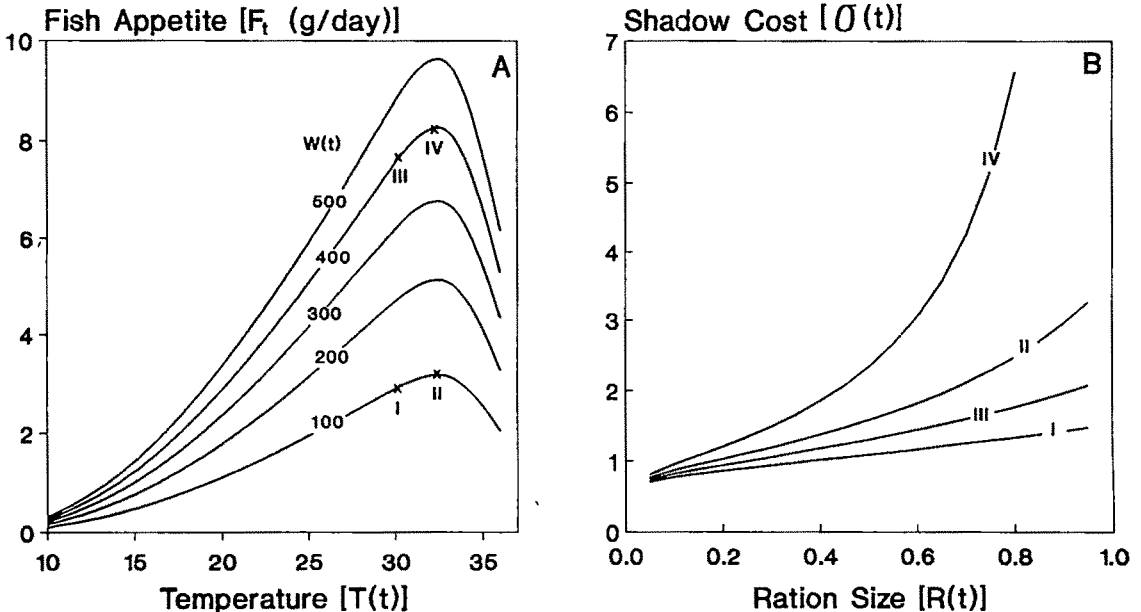 Fish Appetite [Fₜ (g/day)]
A
10
8
6
4
2
0
W(t)
500
400
300
200
100
III
IV
I
II
10 15 20 25 30 35
Temperature [T(t)]
Shadow Cost [σ(t)]
B
7
6
5
4
3
2
1
0
IV
II
III
I
0.0 0.2 0.4 0.6 0.8 1.0
Ration Size [R(t)]